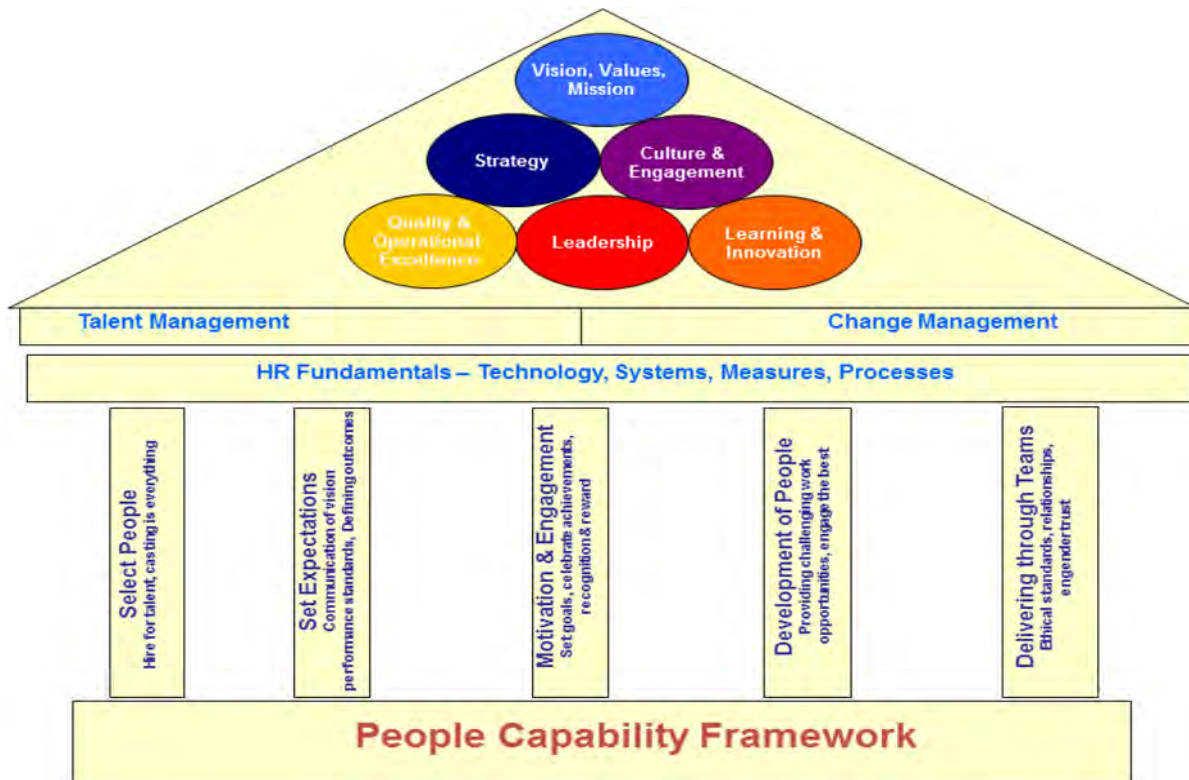 Vision, Values,
Mission
Strategy
Culture &
Engagement
Quality &
Operational
Excellence
Leadership
Learning &
Innovation
Talent Management
Change Management
HR Fundamentals – Technology, Systems, Measures, Processes
Select People
Hire for talent, casting is everything
Set Expectations
Communication of vision
performance standards, Defining outcomes
Motivation & Engagement
Set goals, celebrate achievements,
recognition & reward
Development of People
Providing challenging work
opportunities, engage the best
Delivering through Teams
Ethical standards, relationships,
engender trust
People Capability Framework